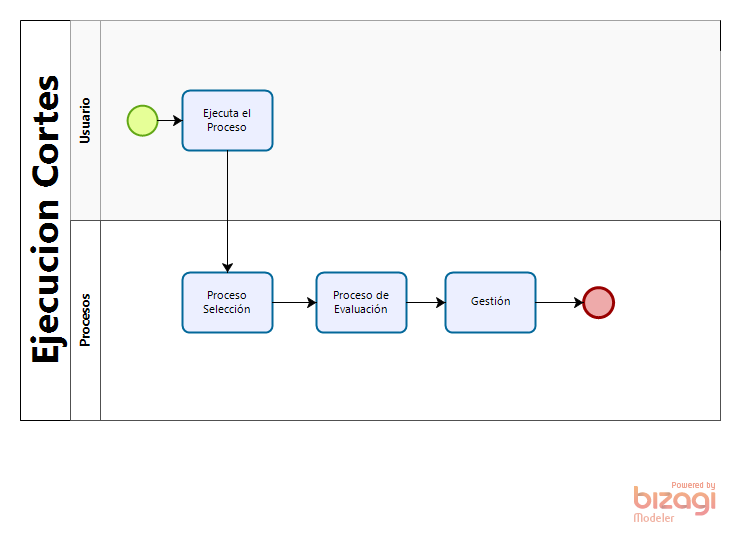 Ejecucion Cortes
Usuario
Ejecuta el
Proceso
Procesos
Proceso
Selección
Proceso de
Evaluación
Gestión
Powered by
bizagi
Modeler